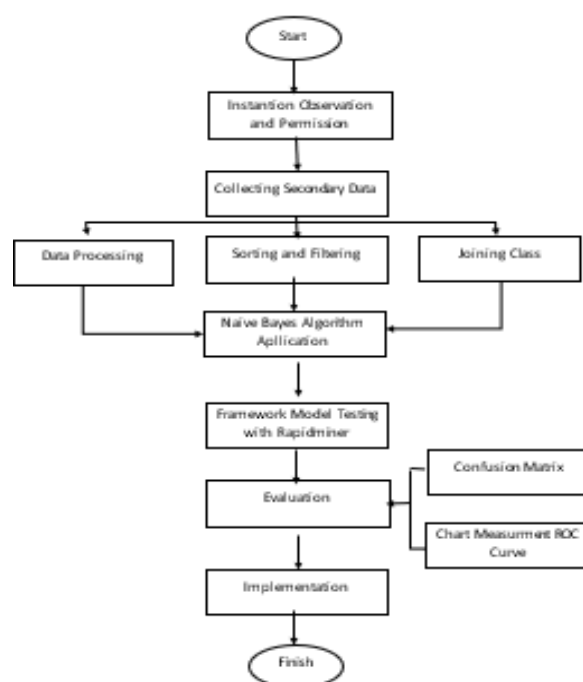 Start
Instantion Observation
and Permission
Collecting Secondary Data
Data Processing
Sorting and Filtering
Joining Class
Naive Bayes Algorithm
Apllication
Framework Model Testing
with Rapidminer
Evaluation
Confusion Matrix
Chart Measurment ROC
Curve
Implementation
Finish